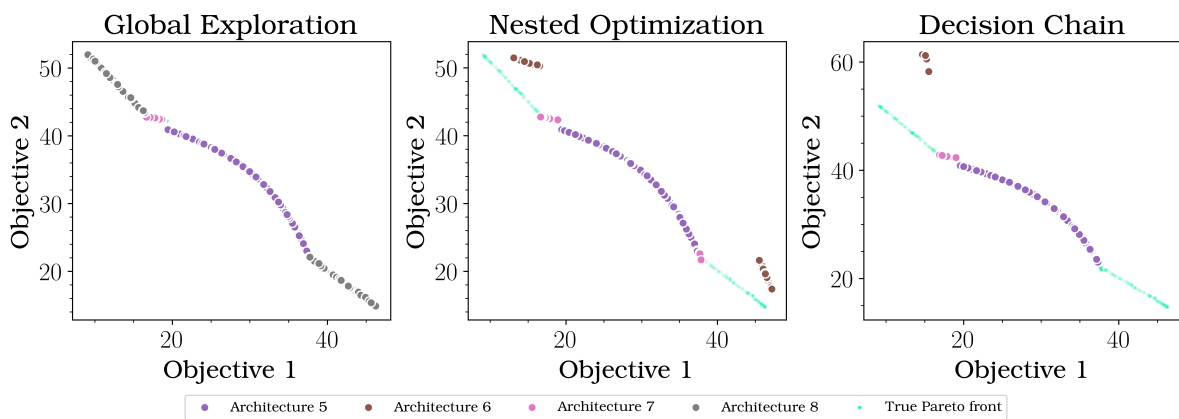 Global Exploration
Nested Optimization
Decision Chain
Objective 2
50
40
30
20
20
40
Objective 1
Objective 2
50
40
30
20
20
40
Objective 1
Objective 2
60
40
20
20
40
Objective 1
Architecture 5
Architecture 6
Architecture 7
Architecture 8
True Pareto front